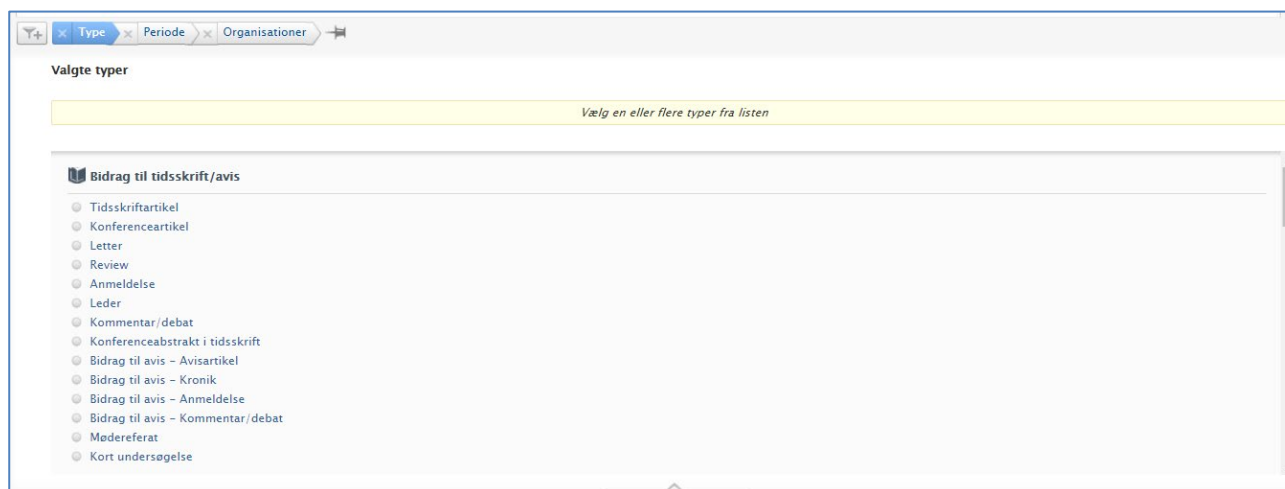 Type Periode Organisationer
Valgte typer
Vælg en eller flere typer fra listen
Bidrag til tidsskrift/avis
Tidsskriftartikel
Konferenceartikel
Letter
Review
Anmeldelse
Leder
Kommentar/debat
Konferenceabstrakt i tidsskrift
Bidrag til avis - Avisartikel
Bidrag til avis - Kronik
Bidrag til avis - Anmeldelse
Bidrag til avis - Kommentar/debat
Mødereferat
Kort undersøgelse